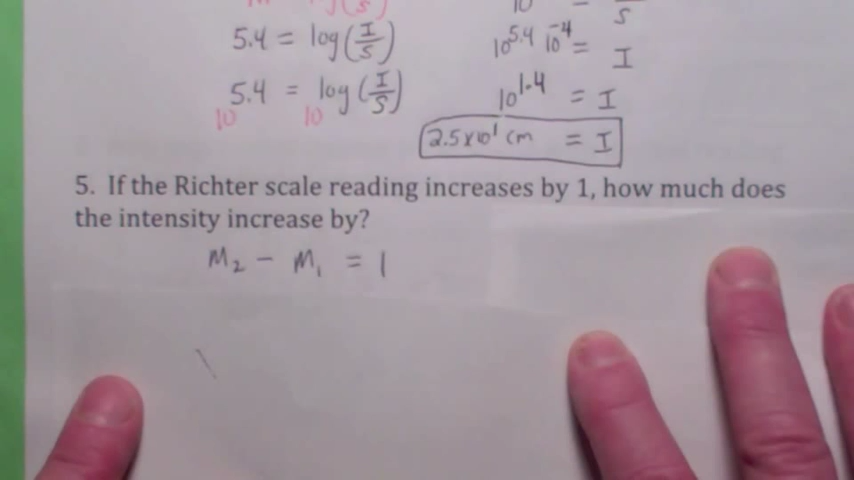 5.4 = log(I/S)
5.4 = log(I/S)
10 10
10^5.4 10^-4 = I
10^1.4 = I
2.5x10^1 cm = I
5. If the Richter scale reading increases by 1, how much does
the intensity increase by?
M₂ - M₁ = 1